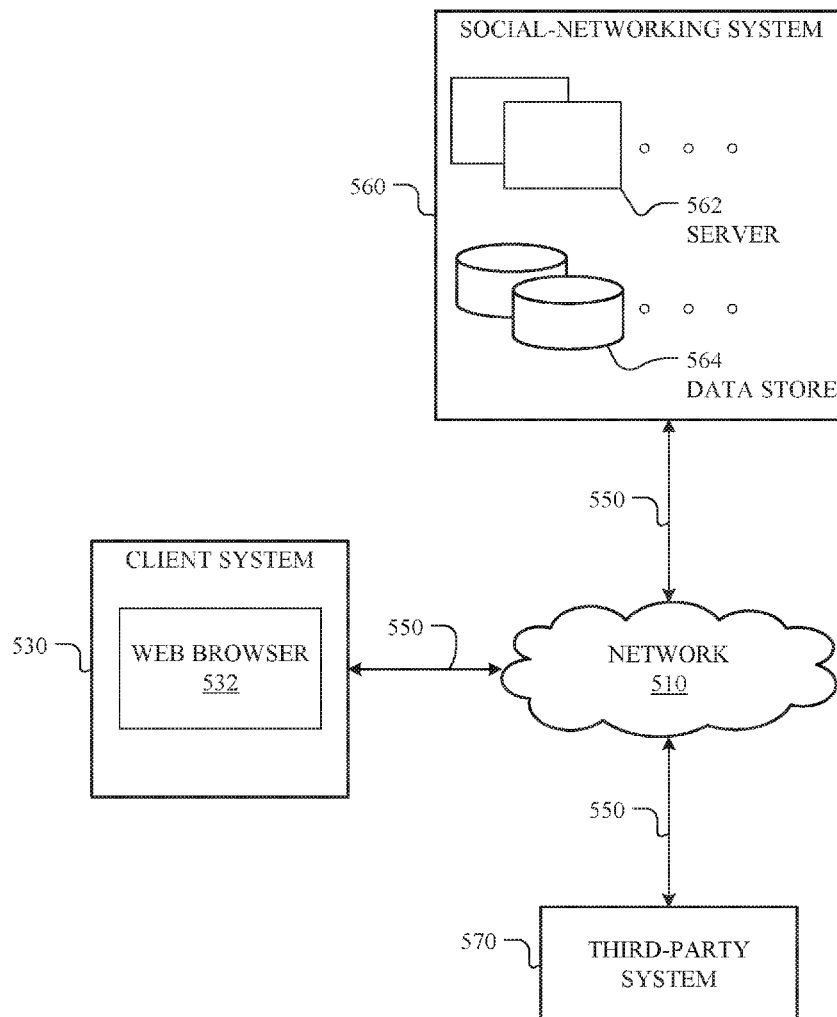 SOCIAL-NETWORKING SYSTEM
560
562
SERVER
564
DATA STORE
550
CLIENT SYSTEM
530
WEB BROWSER
532
550
NETWORK
510
550
570
THIRD-PARTY
SYSTEM